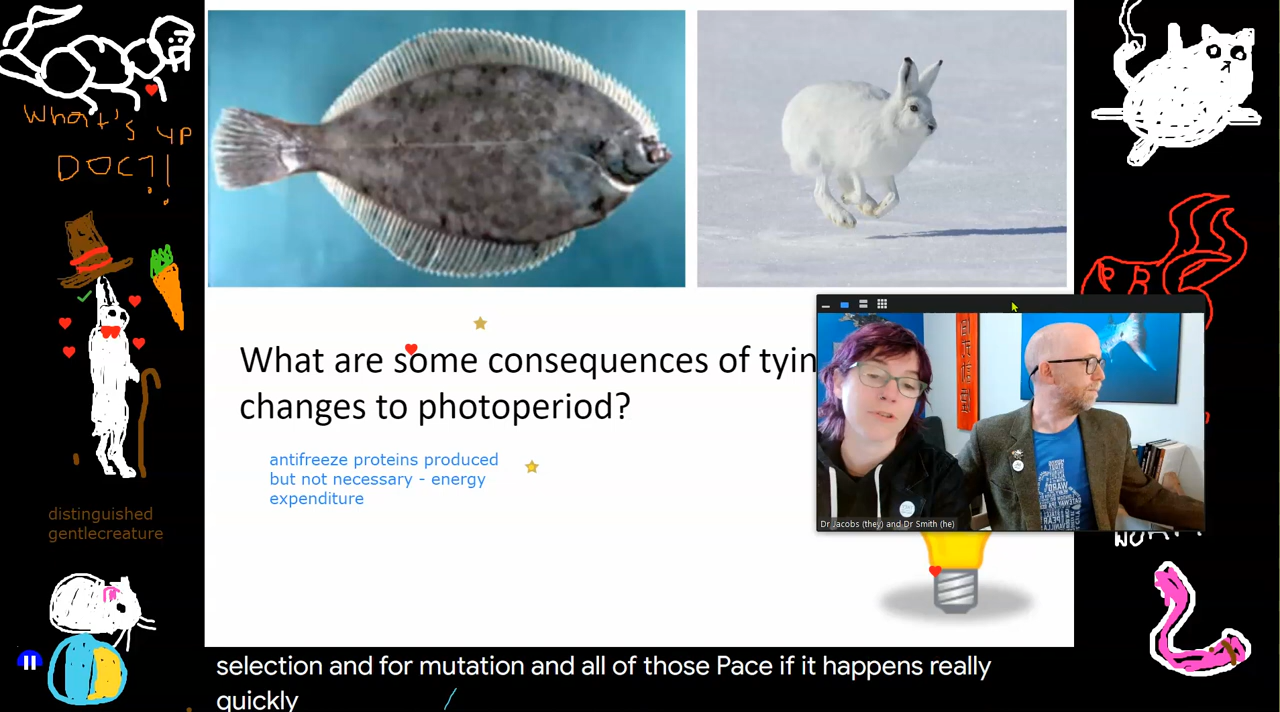 What's up
DOC?!
What are some consequences of tyin
changes to photoperiod?
antifreeze proteins produced
but not necessary - energy
expenditure
distinguished
gentlecreature
Dr Jacobs (they) and Dr Smith (he)
selection and for mutation and all of those Pace if it happens really
quickly